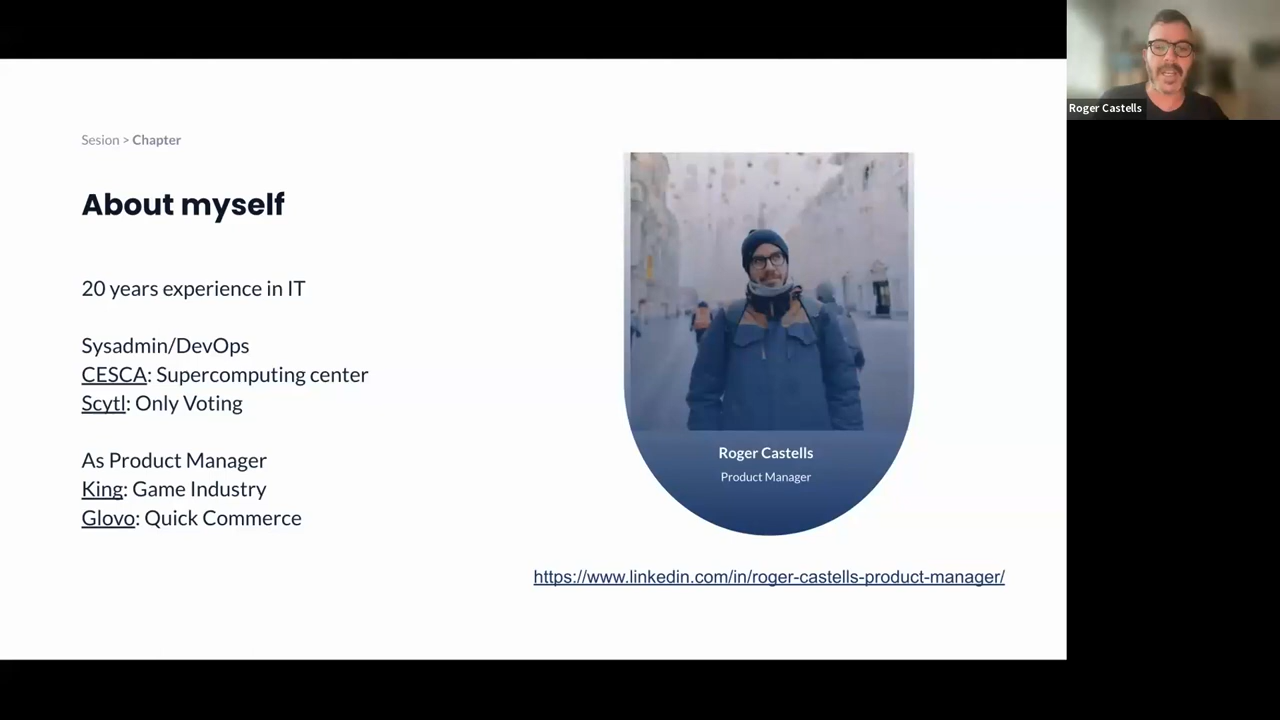 Sesion > Chapter
About myself
20 years experience in IT
Sysadmin/DevOps
CESCA: Supercomputing center
Scytl: Only Voting
As Product Manager
King: Game Industry
Glovo: Quick Commerce
Roger Castells
Product Manager
https://www.linkedin.com/in/roger-castells-product-manager/
Roger Castells